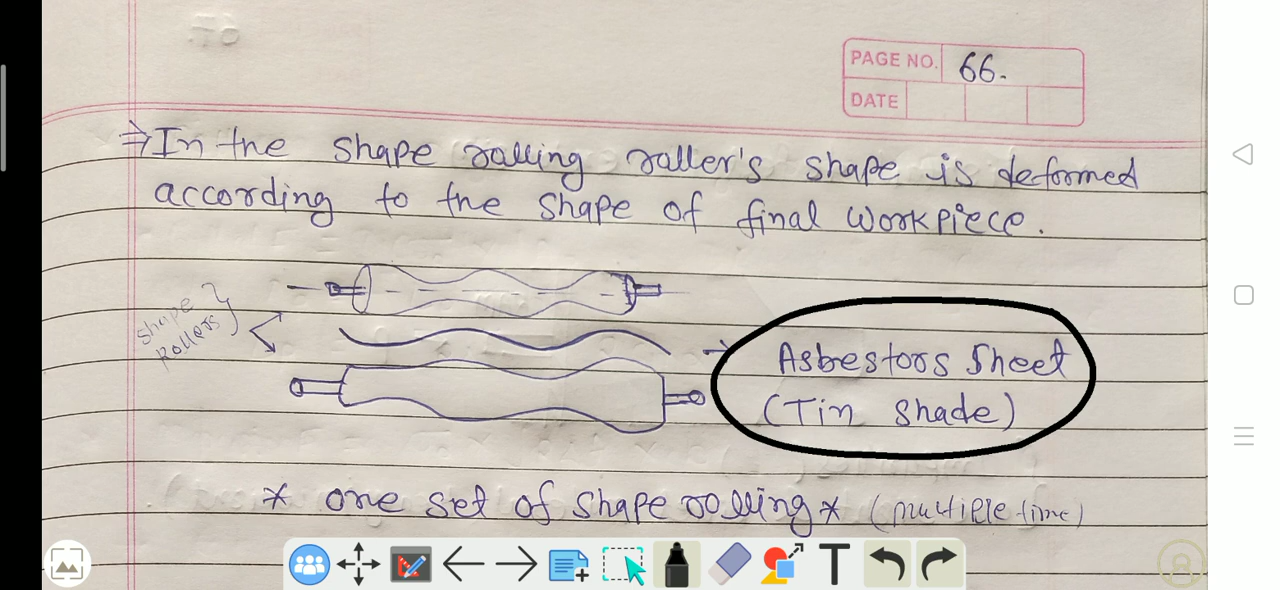 PAGE NO. 66.
DATE
⇒ In the shape rolling roller's shape is deformed
according to the shape of final workpiece.
shape
rollers
→ Asbestors Sheet
(Tin Shade)
* one set of shape rolling * (multiple time)
T